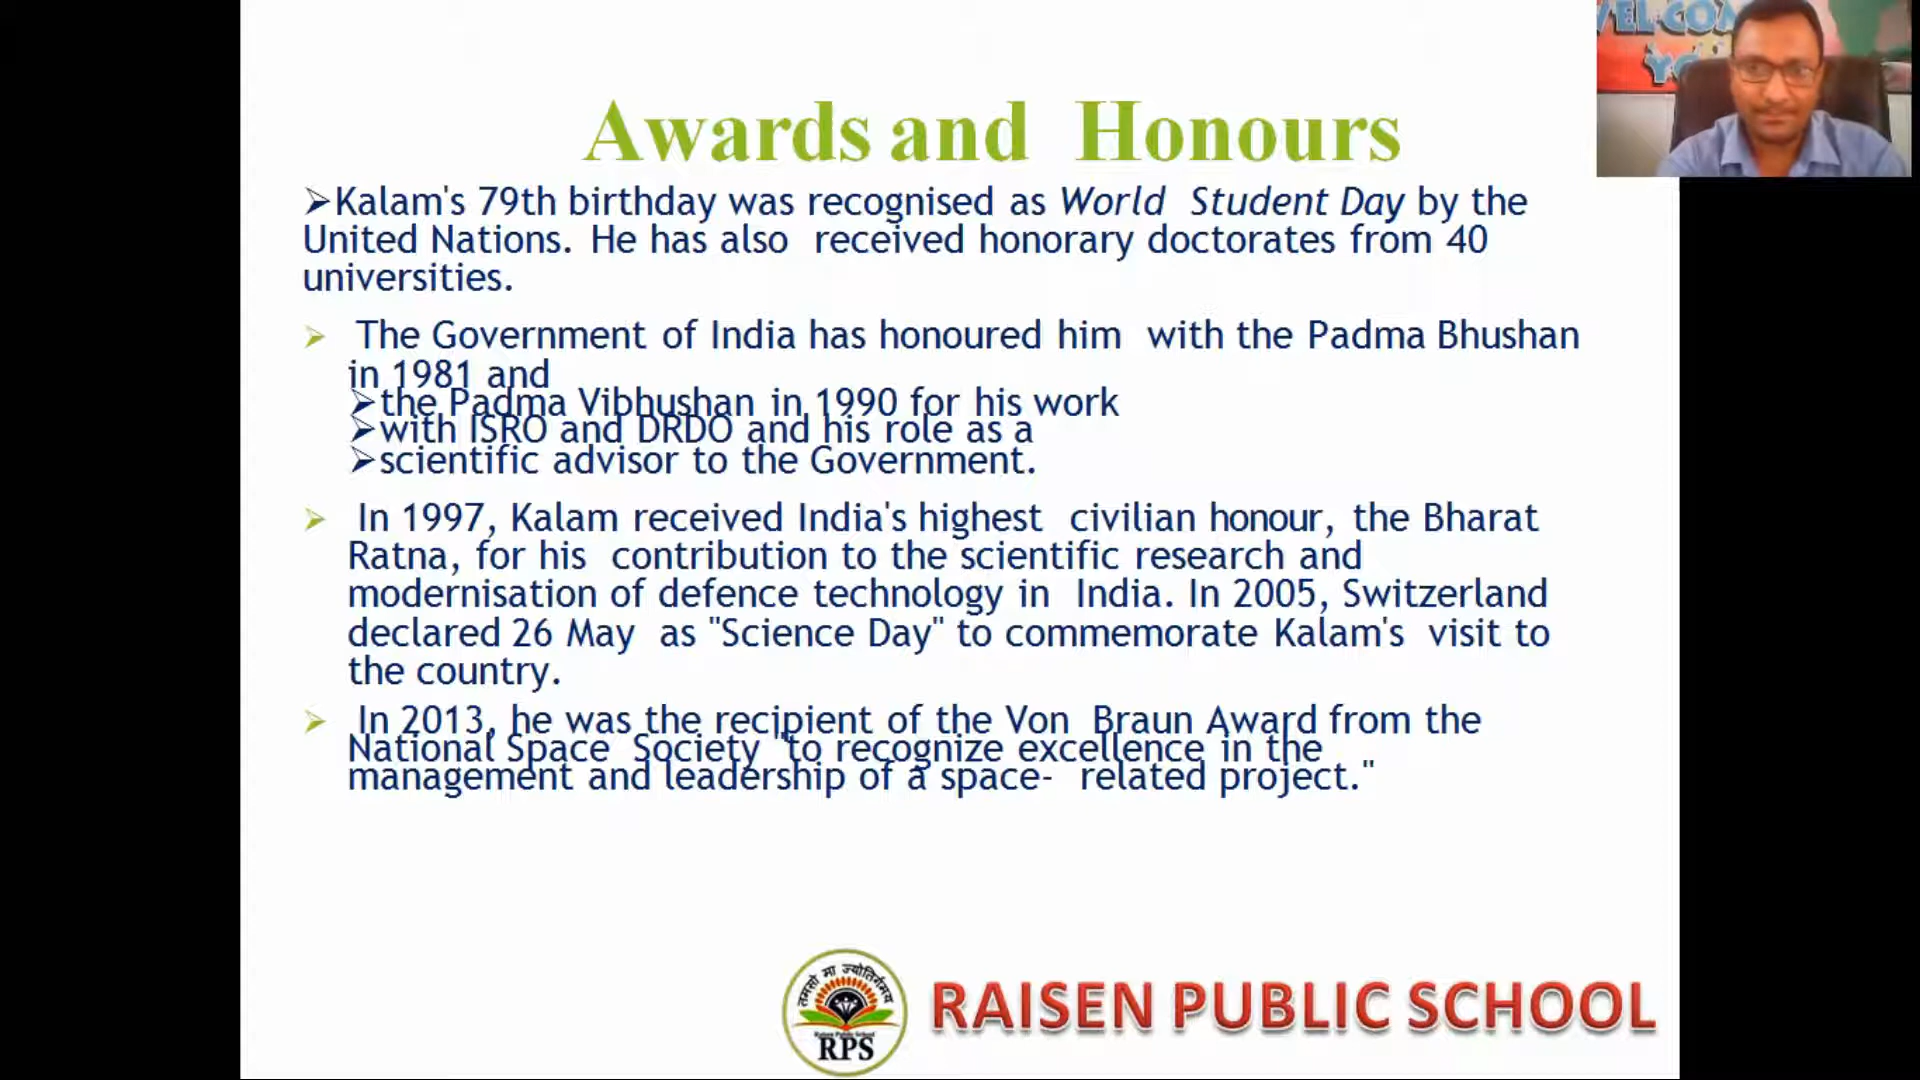 Awards and Honours
➢Kalam's 79th birthday was recognised as World Student Day by the
United Nations. He has also received honorary doctorates from 40
universities.
➢ The Government of India has honoured him with the Padma Bhushan
in 1981 and
➢the Padma Vibhushan in 1990 for his work
➢with ISRO and DRDO and his role as a
➢scientific advisor to the Government.
➢ In 1997, Kalam received India's highest civilian honour, the Bharat
Ratna, for his contribution to the scientific research and
modernisation of defence technology in India. In 2005, Switzerland
declared 26 May as "Science Day" to commemorate Kalam's visit to
the country.
➢ In 2013, he was the recipient of the Von Braun Award from the
National Space Society "to recognize excellence in the
management and leadership of a space- related project."
तमसो मा ज्योतिर्गमय
Raisen Public School
RPS
RAISEN PUBLIC SCHOOL